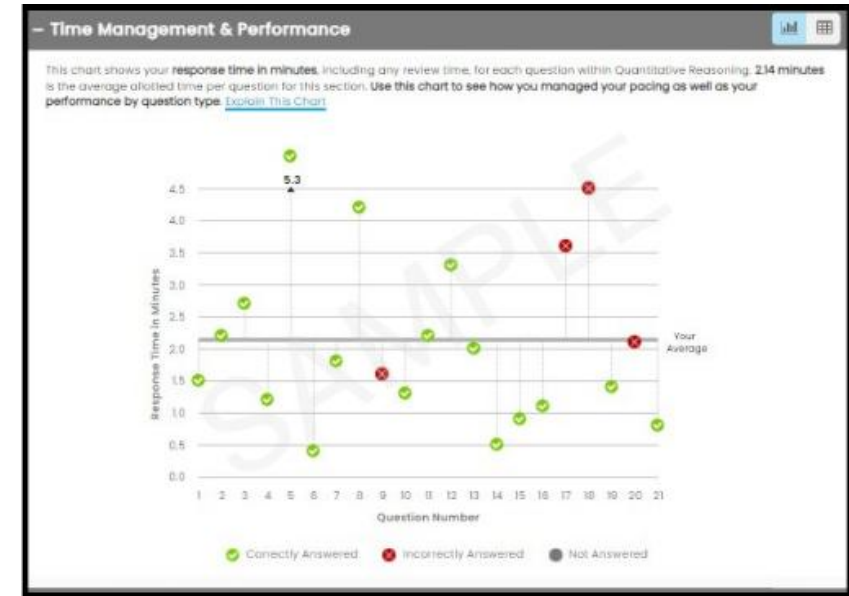 – Time Management & Performance
This chart shows your response time in minutes, including any review time, for each question within Quantitative Reasoning. 2.14 minutes
is the average allotted time per question for this section. Use this chart to see how you managed your pacing as well as your
performance by question type. Explain This Chart
5.3
4.5
4.0
3.5
3.0
2.5
2.0
1.5
1.0
0.5
0.0
Response Time in Minutes
Your
Average
SAMPLE
1 2 3 4 5 6 7 8 9 10 11 12 13 14 15 16 17 18 19 20 21
Question Number
Correctly Answered Incorrectly Answered Not Answered